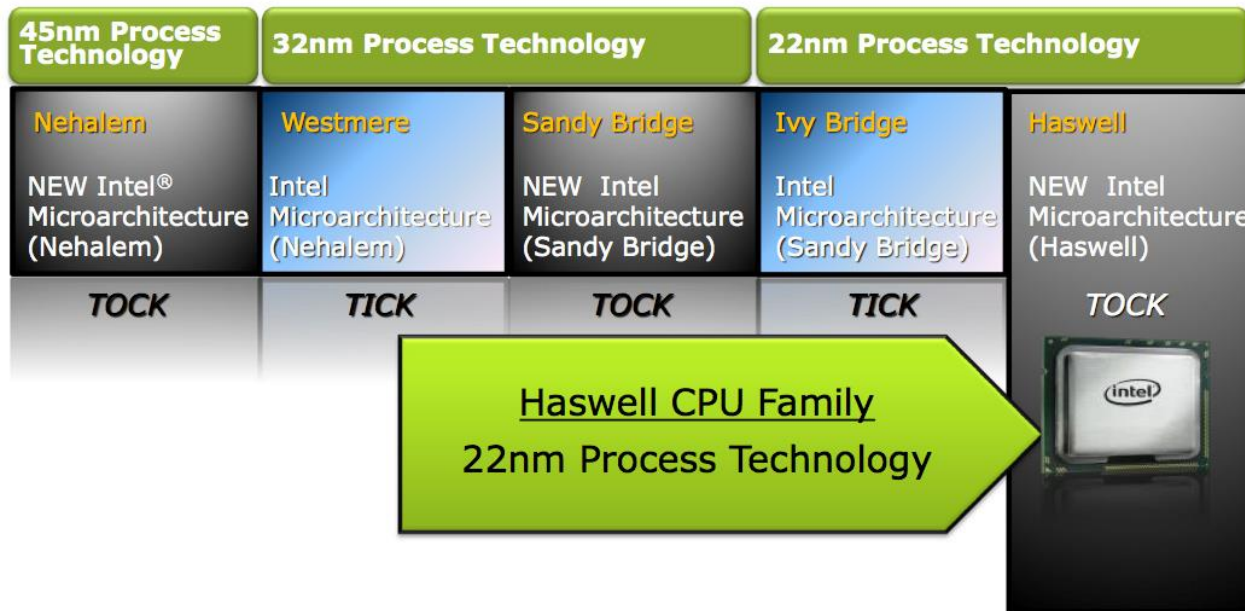 45nm Process
Technology
32nm Process Technology
22nm Process Technology
Nehalem
NEW Intel®
Microarchitecture
(Nehalem)
TOCK
Westmere
Intel
Microarchitecture
(Nehalem)
TICK
Sandy Bridge
NEW Intel
Microarchitecture
(Sandy Bridge)
TOCK
Ivy Bridge
Intel
Microarchitecture
(Sandy Bridge)
TICK
Haswell
NEW Intel
Microarchitecture
(Haswell)
TOCK
intel
Haswell CPU Family
22nm Process Technology